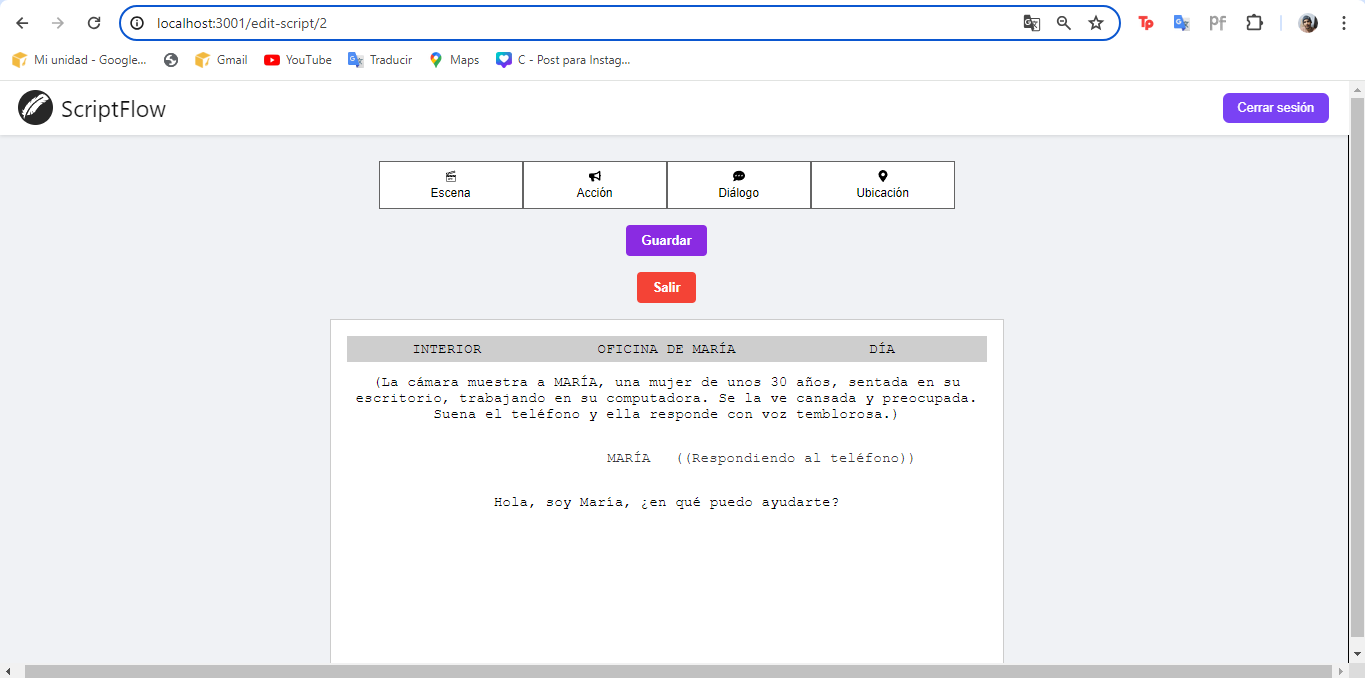 localhost:3001/edit-script/2
Mi unidad - Google...
Gmail
YouTube
Traducir
Maps
C - Post para Instag...
ScriptFlow
Cerrar sesión
Escena
Acción
Diálogo
Ubicación
Guardar
Salir
INTERIOR OFICINA DE MARÍA DÍA
(La cámara muestra a MARÍA, una mujer de unos 30 años, sentada en su
escritorio, trabajando en su computadora. Se la ve cansada y preocupada.
Suena el teléfono y ella responde con voz temblorosa.)
MARÍA ((Respondiendo al teléfono))
Hola, soy María, ¿en qué puedo ayudarte?